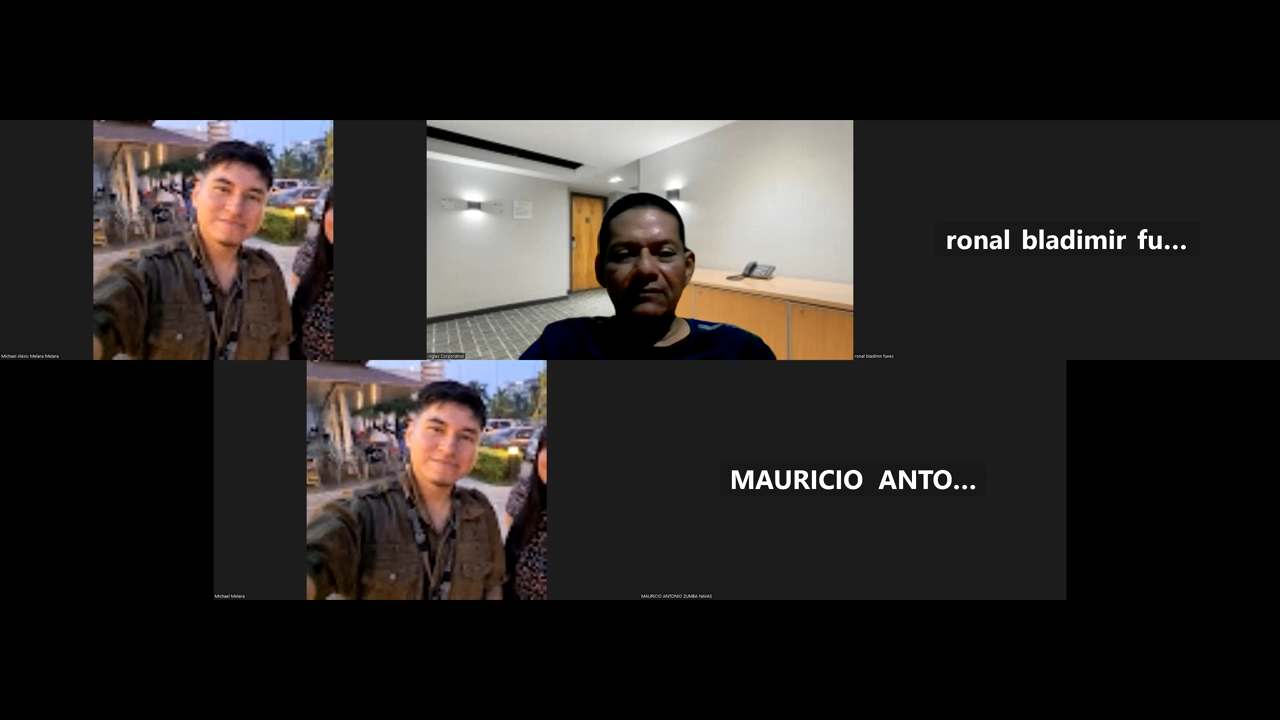 ronal bladimir fu...
Michael Alexis Melara Melara
Ingles Corporativo
ronal bladimir funes
MAURICIO ANTO...
Michael Melara
MAURICIO ANTONIO ZUMBA NAVAS